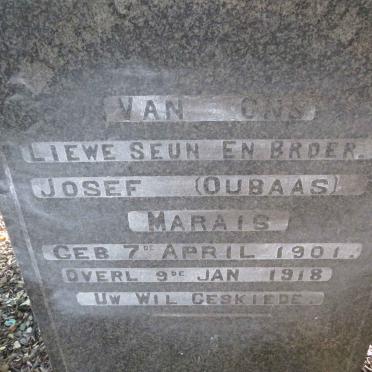 VAN ONS
LIEWE SEUN EN BROER.
JOSEF (OUBAAS)
MARAIS
GEB 7DE APRIL 1901.
OVERL 9DE JAN 1918
UW WIL GESKIEDE.